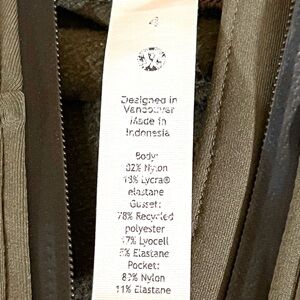 4
Designed in
Vancouver
Made in
Indonesia
Body:
82% Nylon
18% Lycra®
elastane
Gusset:
78% Recycled
polyester
17% Lyocell
5% Elastane
Pocket:
89% Nylon
11% Elastane